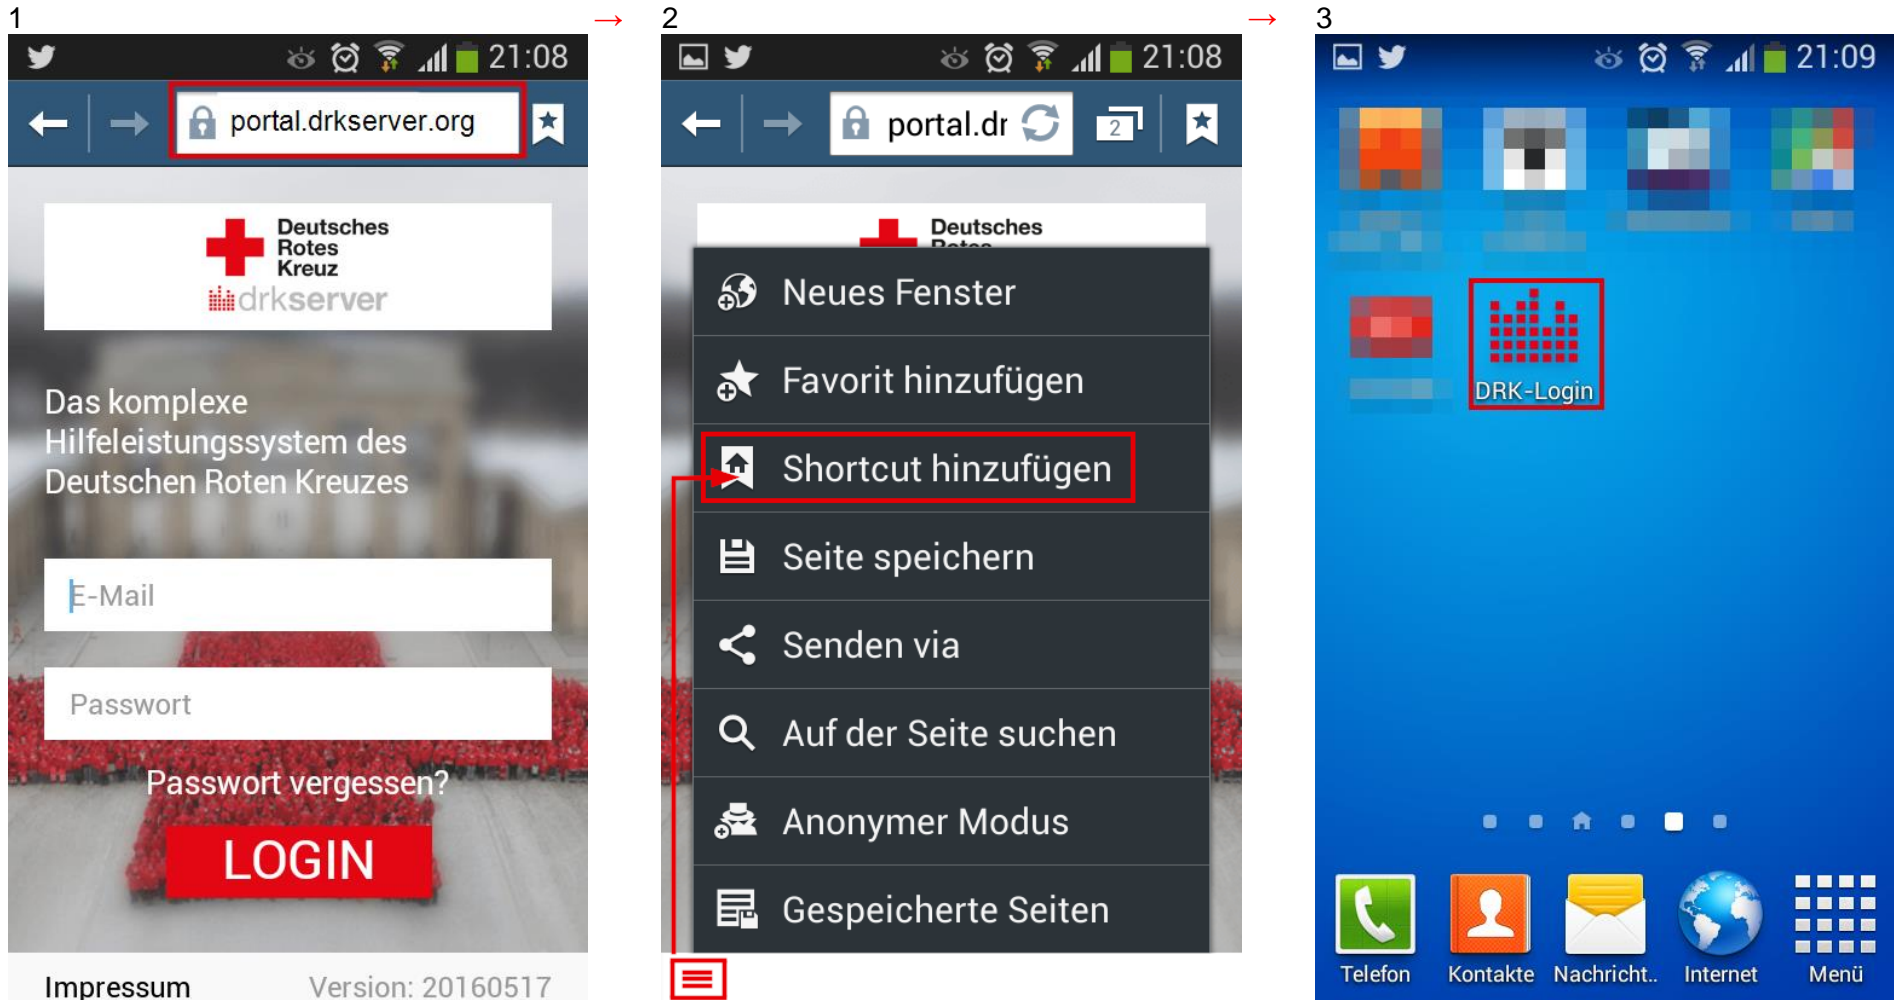 1 → 2 → 3
21:08
portal.drkserver.org
Deutsches
Rotes
Kreuz
drkserver
Das komplexe
Hilfeleistungssystem des
Deutschen Roten Kreuzes
E-Mail
Passwort
Passwort vergessen?
LOGIN
Impressum Version: 20160517
21:08
portal.dr 2
Deutsches
Rotes
Neues Fenster
Favorit hinzufügen
Shortcut hinzufügen
Seite speichern
Senden via
Auf der Seite suchen
Anonymer Modus
Gespeicherte Seiten
21:09
DRK-Login
Telefon Kontakte Nachricht.. Internet Menü